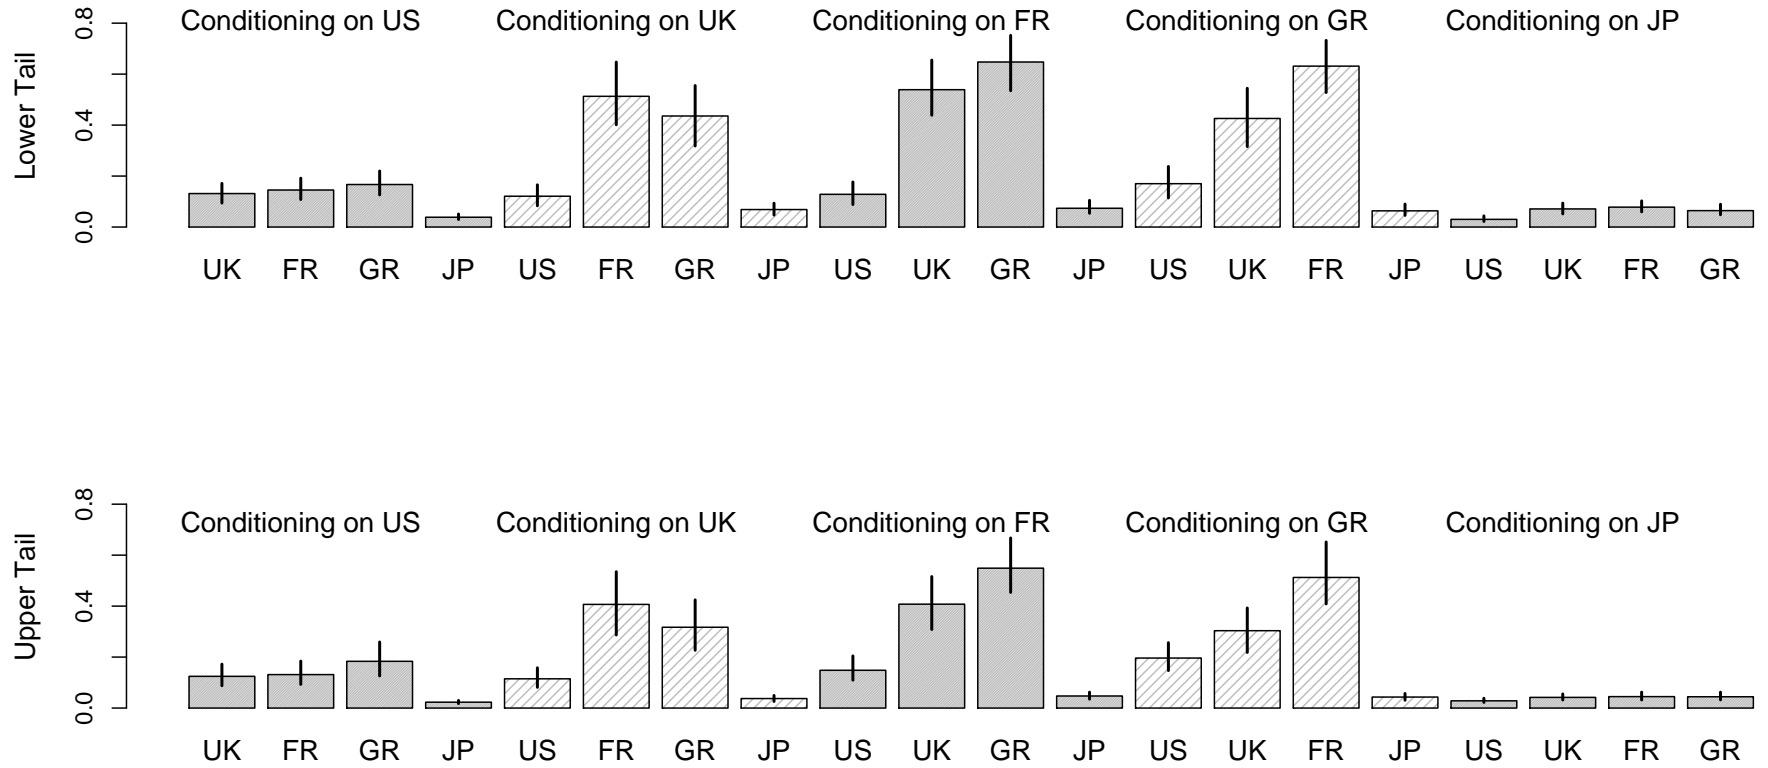 Conditioning on US Conditioning on UK Conditioning on FR Conditioning on GR Conditioning on JP
Lower Tail
0.8
0.4
0.0
UK FR GR JP US FR GR JP US UK GR JP US UK FR JP US UK FR GR
Conditioning on US Conditioning on UK Conditioning on FR Conditioning on GR Conditioning on JP
Upper Tail
0.8
0.4
0.0
UK FR GR JP US FR GR JP US UK GR JP US UK FR JP US UK FR GR